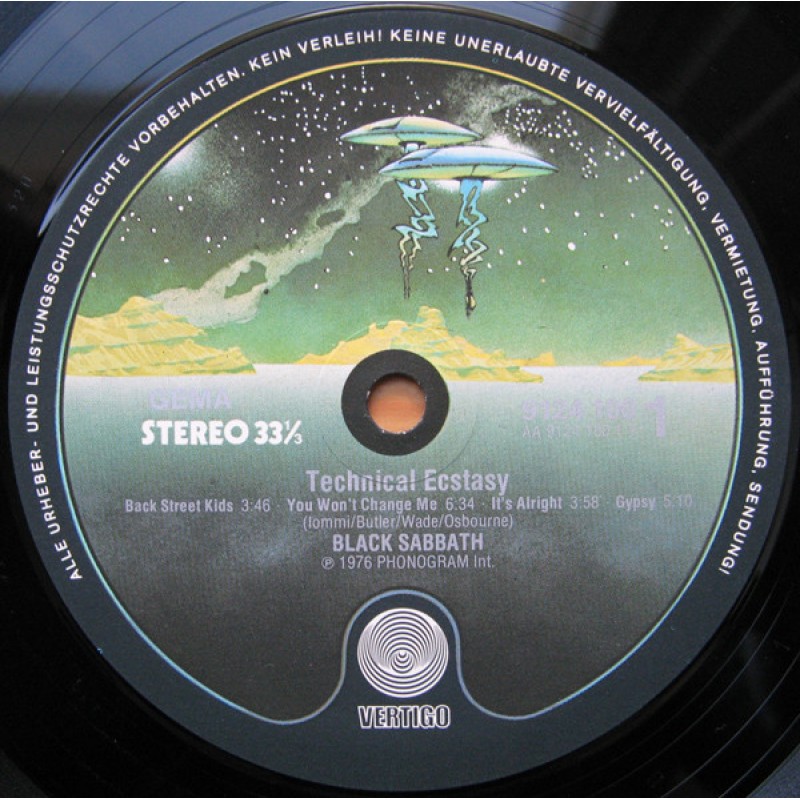 ALLE URHEBER- UND LEISTUNGSSCHUTZRECHTE VORBEHALTEN. KEIN VERLEIH! KEINE UNERLAUBTE VERVIELFÄLTIGUNG, VERMIETUNG, AUFFÜHRUNG, SENDUNG!
GEMA
STEREO 33⅓
1
Technical Ecstasy
Back Street Kids 3:46 · You Won't Change Me 6:34 · It's Alright 3:58 · Gypsy 5:10
(Iommi/Butler/Wade/Osbourne)
BLACK SABBATH
℗ 1976 PHONOGRAM Int.
VERTIGO